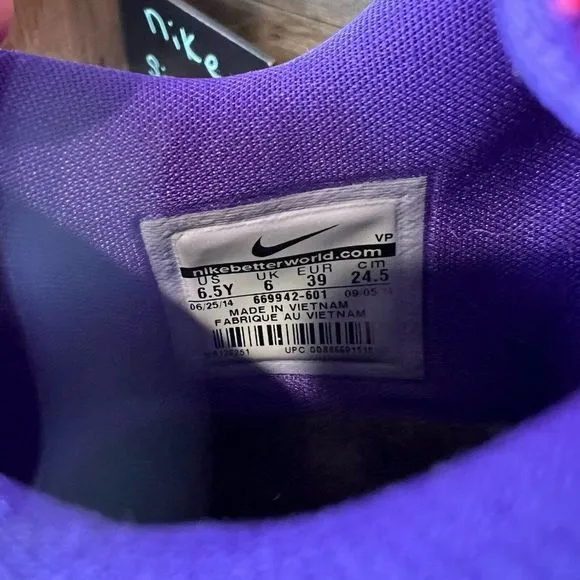 nike
VP
nikebetterworld.com
US UK EUR cm
6.5Y 6 39 24.5
06/25/14 669942-601 09/05/14
MADE IN VIETNAM
FABRIQUE AU VIETNAM
UPC